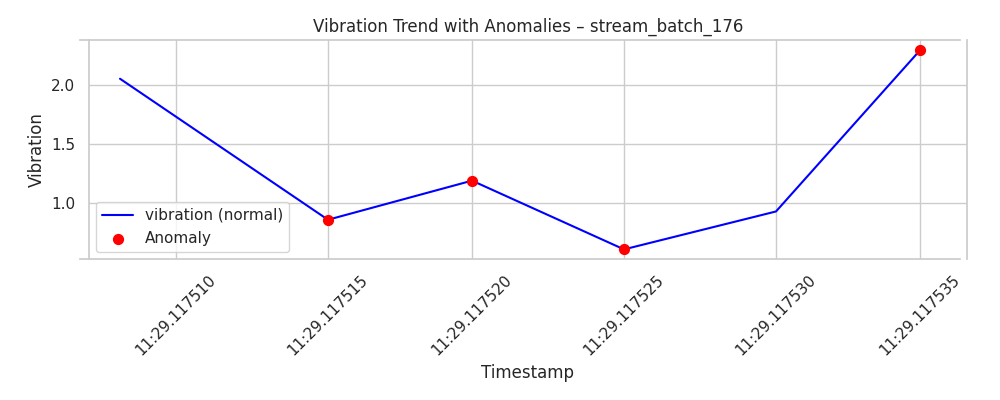 Vibration Trend with Anomalies – stream_batch_176
Vibration
2.0
1.5
1.0
vibration (normal)
Anomaly
11:29.117510
11:29.117515
11:29.117520
11:29.117525
11:29.117530
11:29.117535
Timestamp